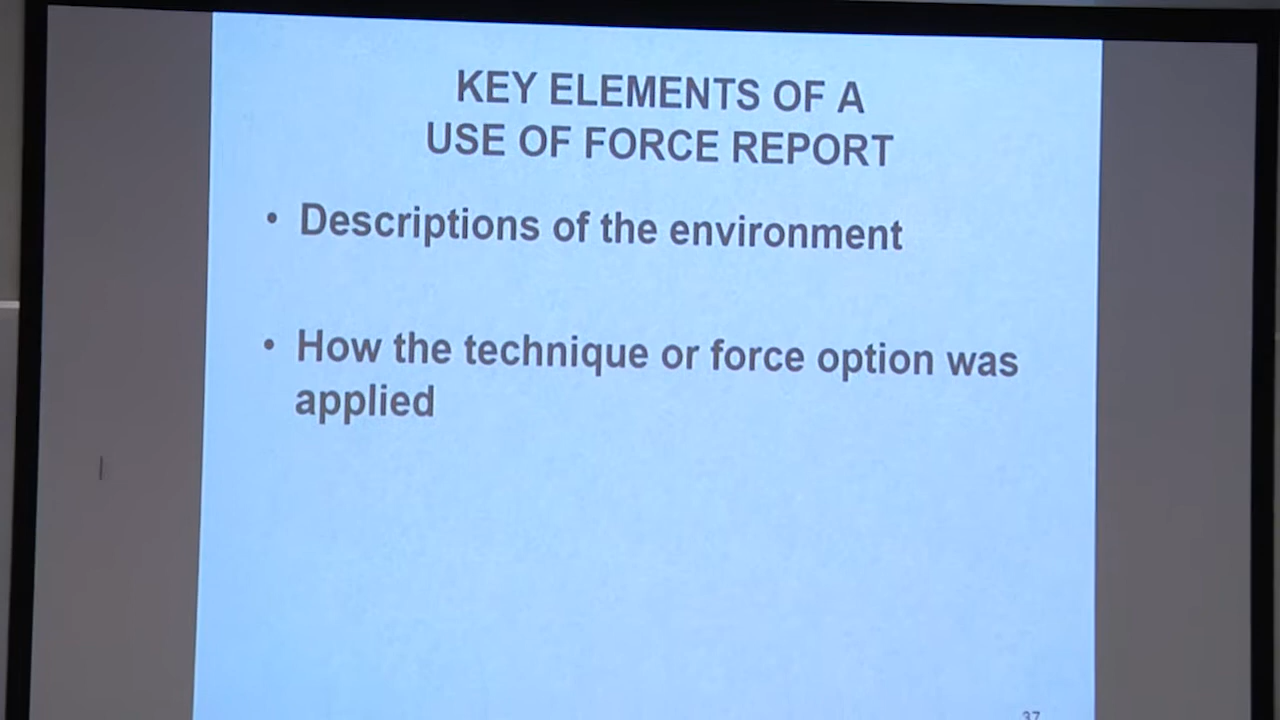 KEY ELEMENTS OF A
USE OF FORCE REPORT
• Descriptions of the environment
• How the technique or force option was
applied
37